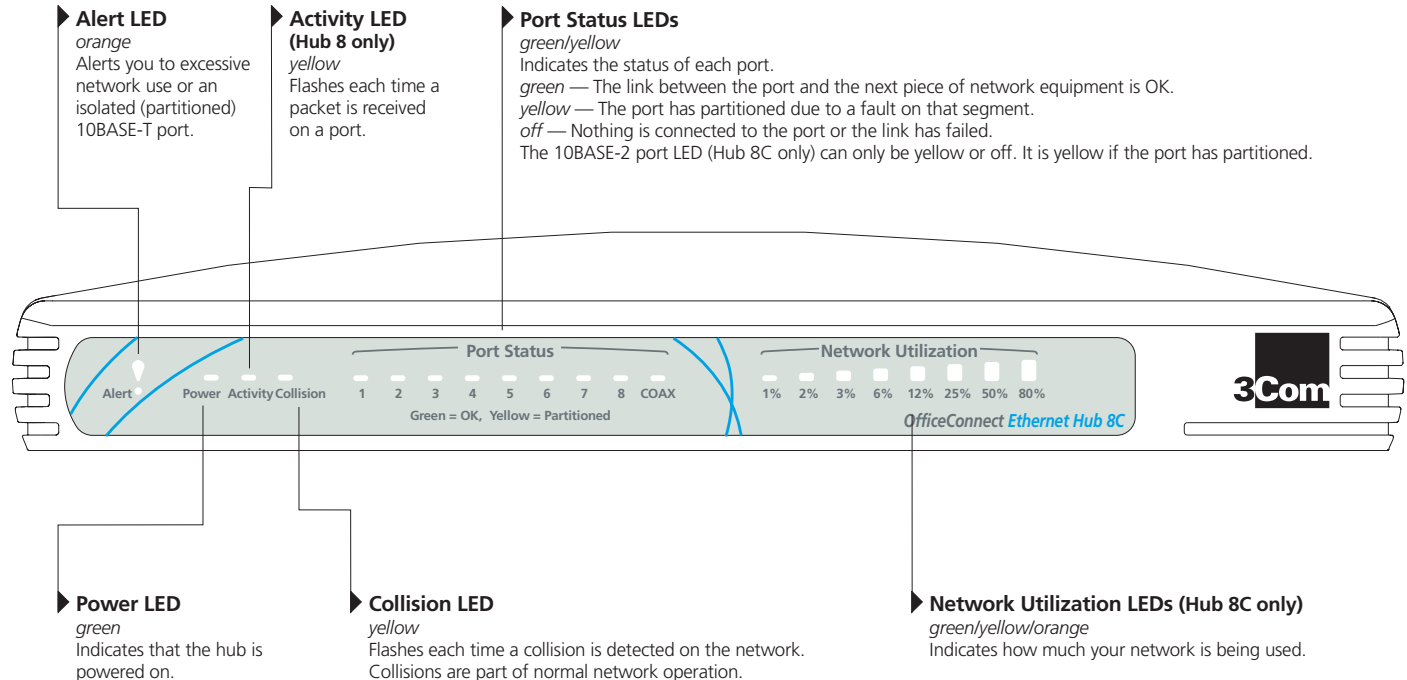 Alert LED
orange
Alerts you to excessive
network use or an
isolated (partitioned)
10BASE-T port.
Activity LED
(Hub 8 only)
yellow
Flashes each time a
packet is received
on a port.
Port Status LEDs
green/yellow
Indicates the status of each port.
green — The link between the port and the next piece of network equipment is OK.
yellow — The port has partitioned due to a fault on that segment.
off — Nothing is connected to the port or the link has failed.
The 10BASE-2 port LED (Hub 8C only) can only be yellow or off. It is yellow if the port has partitioned.
Port Status
Network Utilization
Alert
Power Activity Collision
1 2 3 4 5 6 7 8 COAX
1% 2% 3% 6% 12% 25% 50% 80%
Green = OK, Yellow = Partitioned
OfficeConnect Ethernet Hub 8C
3Com
Power LED
green
Indicates that the hub is
powered on.
Collision LED
yellow
Flashes each time a collision is detected on the network.
Collisions are part of normal network operation.
Network Utilization LEDs (Hub 8C only)
green/yellow/orange
Indicates how much your network is being used.